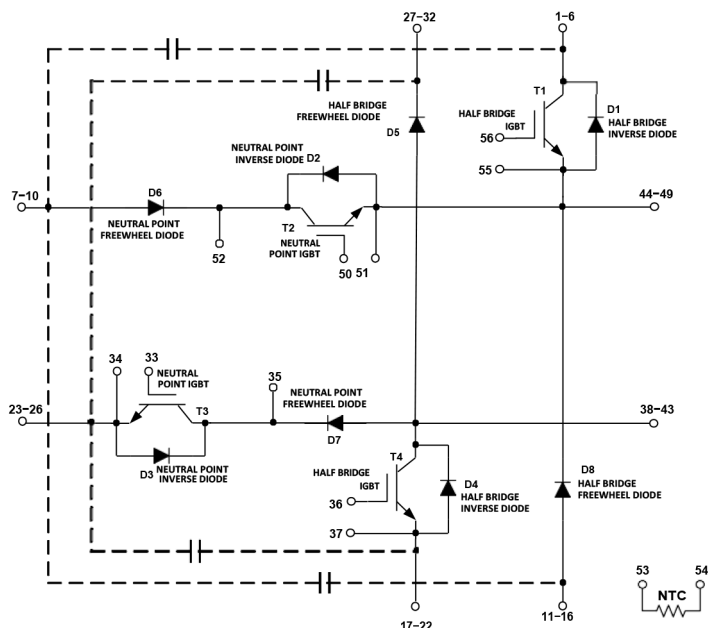 27-32
1-6
T1
D1
HALF BRIDGE
INVERSE DIODE
HALF BRIDGE
IGBT
56
55
HALF BRIDGE
FREEWHEEL DIODE
D5
NEUTRAL POINT
INVERSE DIODE
D2
7-10
D6
NEUTRAL POINT
FREEWHEEL DIODE
52
T2
NEUTRAL
POINT IGBT
50
51
44-49
34
33
NEUTRAL
POINT IGBT
35
NEUTRAL POINT
FREEWHEEL DIODE
23-26
T3
D7
38-43
D3
NEUTRAL POINT
INVERSE DIODE
HALF BRIDGE
IGBT
T4
36
37
D4
HALF BRIDGE
INVERSE DIODE
D8
HALF BRIDGE
FREEWHEEL DIODE
53
54
NTC
17-22
11-16